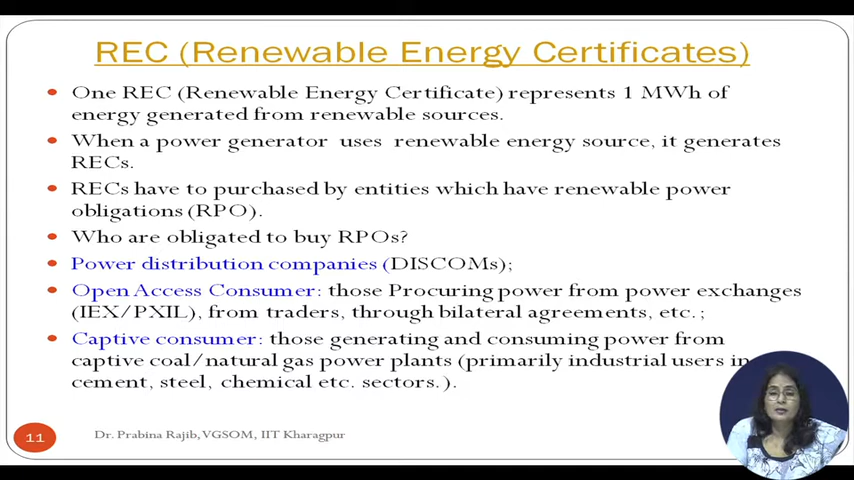 REC (Renewable Energy Certificates)
• One REC (Renewable Energy Certificate) represents 1 MWh of
energy generated from renewable sources.
• When a power generator uses renewable energy source, it generates
RECs.
• RECs have to purchased by entities which have renewable power
obligations (RPO).
• Who are obligated to buy RPOs?
• Power distribution companies (DISCOMs);
• Open Access Consumer: those Procuring power from power exchanges
(IEX/PXIL), from traders, through bilateral agreements, etc.;
• Captive consumer: those generating and consuming power from
captive coal/natural gas power plants (primarily industrial users in
cement, steel, chemical etc. sectors.).
11
Dr. Prabina Rajib, VGSOM, IIT Kharagpur